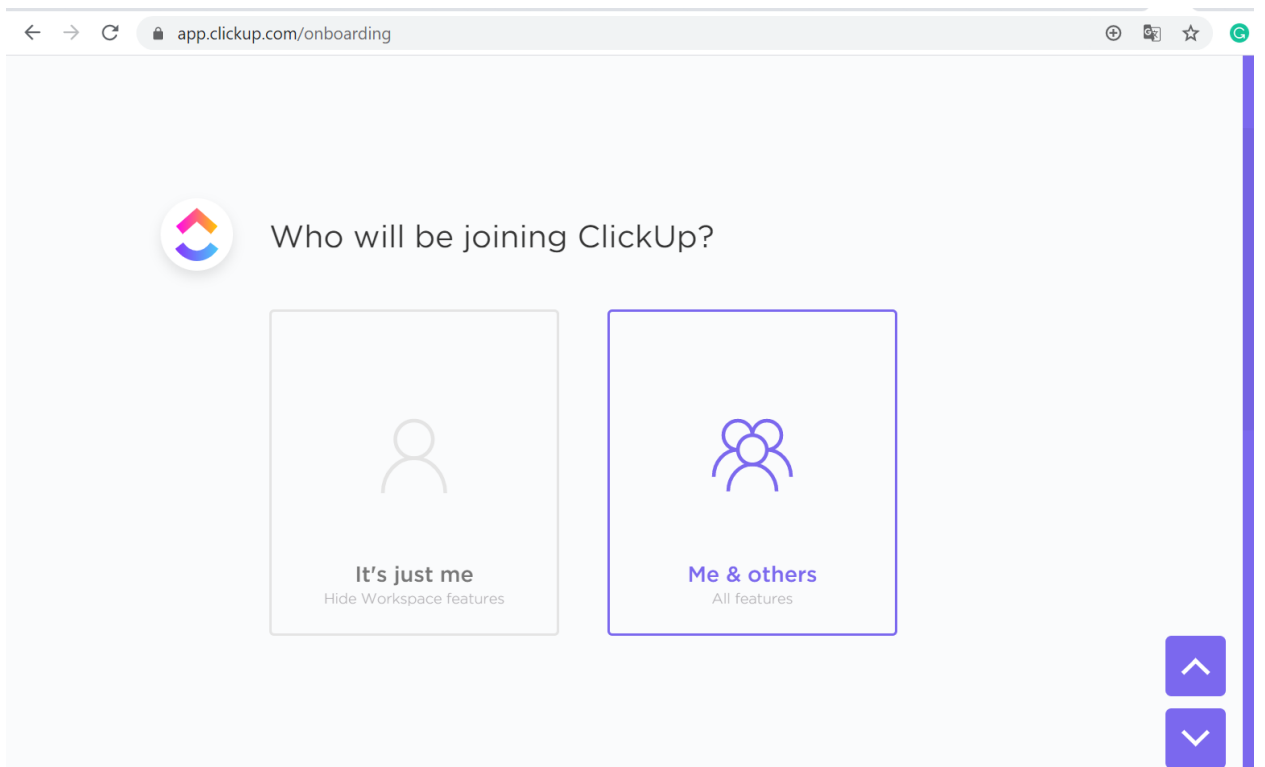 app.clickup.com/onboarding
Who will be joining ClickUp?
It's just me
Hide Workspace features
Me & others
All features